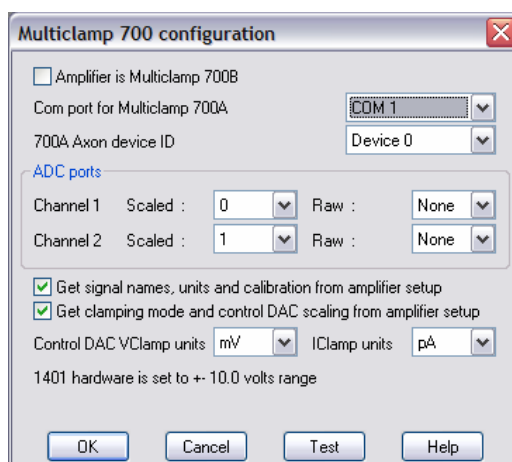 Multiclamp 700 configuration
Amplifier is Multiclamp 700B
Com port for Multiclamp 700A COM 1
700A Axon device ID Device 0
ADC ports
Channel 1 Scaled : 0 Raw : None
Channel 2 Scaled : 1 Raw : None
Get signal names, units and calibration from amplifier setup
Get clamping mode and control DAC scaling from amplifier setup
Control DAC VClamp units mV IClamp units pA
1401 hardware is set to +- 10.0 volts range
OK Cancel Test Help